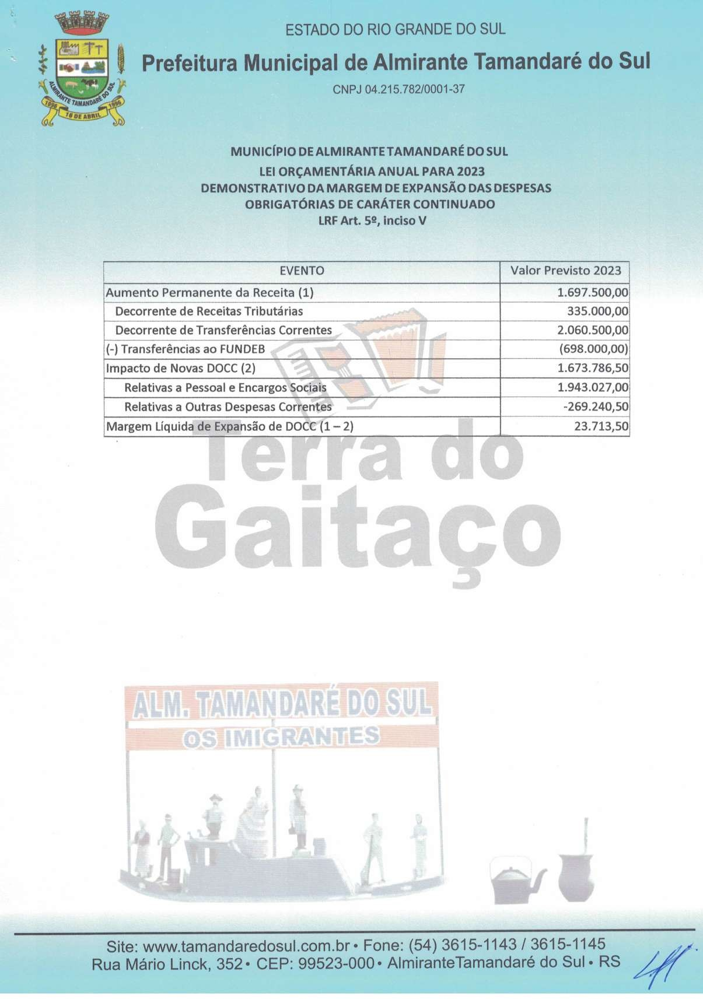 ESTADO DO RIO GRANDE DO SUL
Prefeitura Municipal de Almirante Tamandaré do Sul
CNPJ 04.215.782/0001-37
ALMIRANTE TAMANDARÉ DO SUL
1996 16 DE ABRIL 1996
MUNICÍPIO DE ALMIRANTE TAMANDARÉ DO SUL
LEI ORÇAMENTÁRIA ANUAL PARA 2023
DEMONSTRATIVO DA MARGEM DE EXPANSÃO DAS DESPESAS
OBRIGATÓRIAS DE CARÁTER CONTINUADO
LRF Art. 5º, inciso V
EVENTO Valor Previsto 2023
Aumento Permanente da Receita (1) 1.697.500,00
Decorrente de Receitas Tributárias 335.000,00
Decorrente de Transferências Correntes 2.060.500,00
(-) Transferências ao FUNDEB (698.000,00)
Impacto de Novas DOCC (2) 1.673.786,50
Relativas a Pessoal e Encargos Sociais 1.943.027,00
Relativas a Outras Despesas Correntes -269.240,50
Margem Líquida de Expansão de DOCC (1 – 2) 23.713,50
Terra do
Gaitaço
ALM. TAMANDARÉ DO SUL
OS IMIGRANTES
Site: www.tamandaredosul.com.br • Fone: (54) 3615-1143 / 3615-1145
Rua Mário Linck, 352 • CEP: 99523-000 • AlmiranteTamandaré do Sul • RS